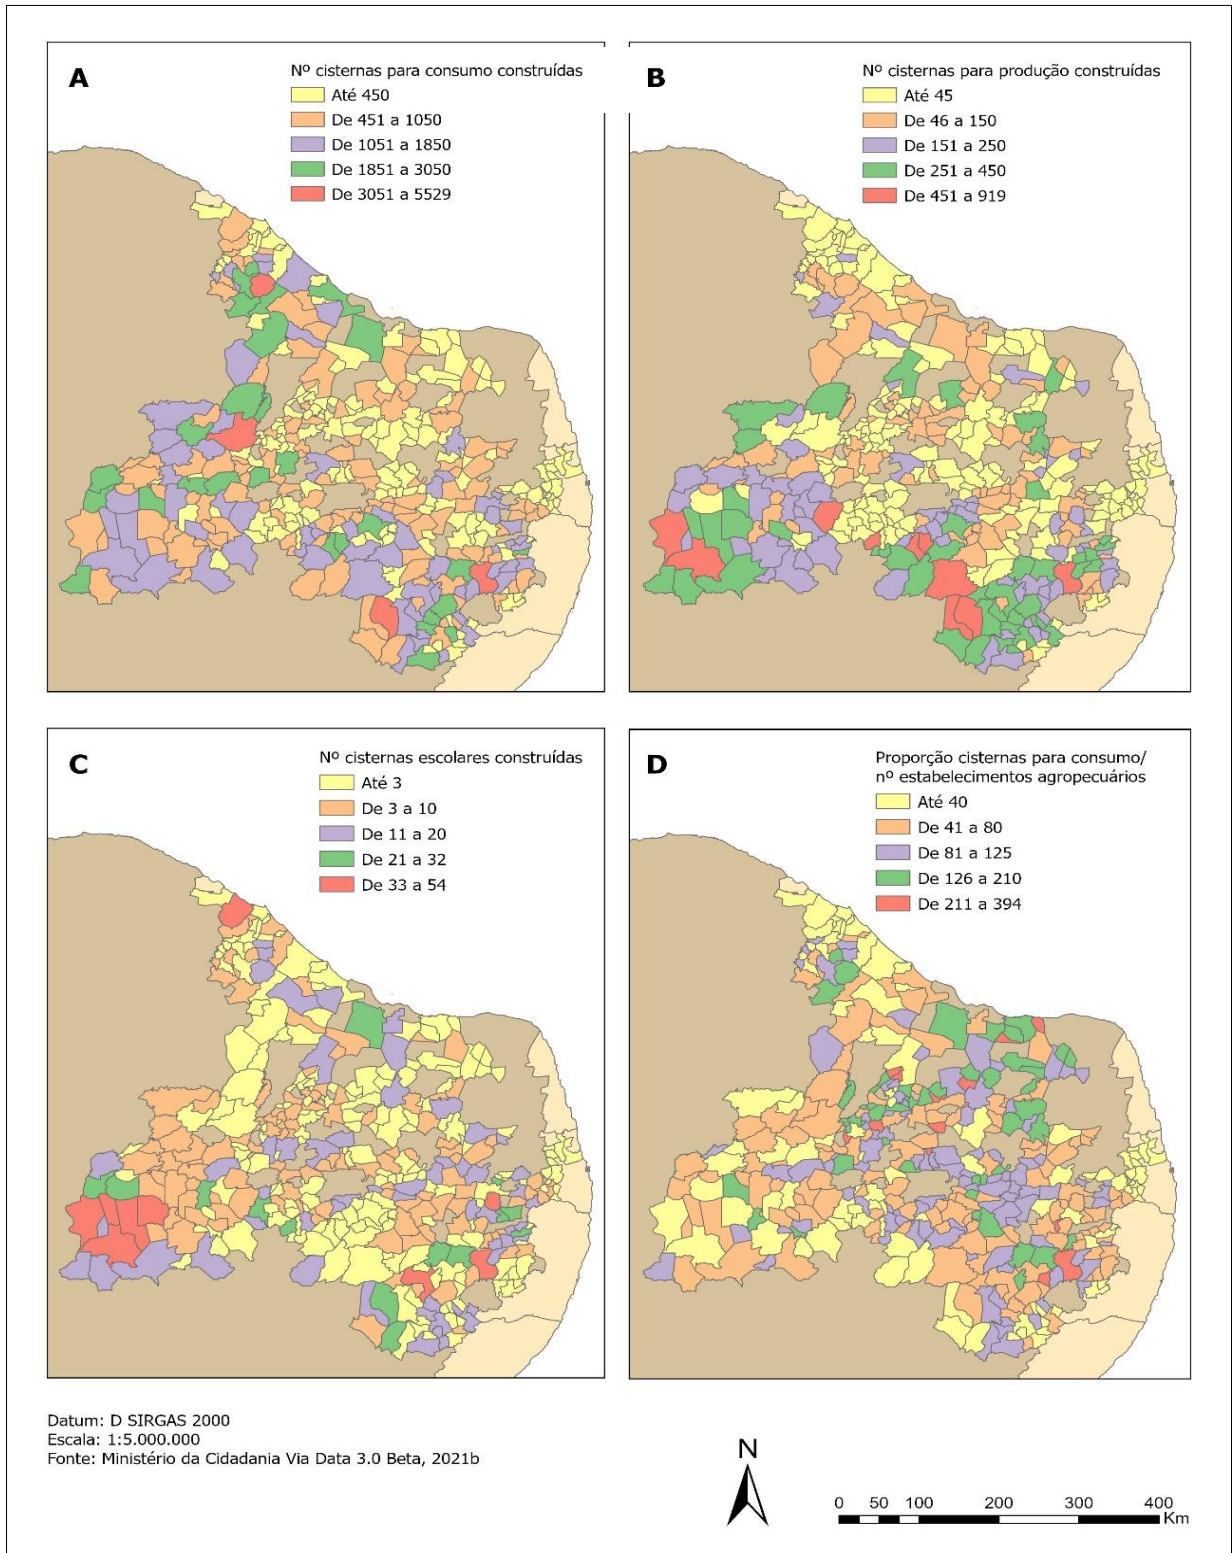 A
Nº cisternas para consumo construídas
Até 450
De 451 a 1050
De 1051 a 1850
De 1851 a 3050
De 3051 a 5529
B
Nº cisternas para produção construídas
Até 45
De 46 a 150
De 151 a 250
De 251 a 450
De 451 a 919
C
Nº cisternas escolares construídas
Até 3
De 3 a 10
De 11 a 20
De 21 a 32
De 33 a 54
D
Proporção cisternas para consumo/
nº estabelecimentos agropecuários
Até 40
De 41 a 80
De 81 a 125
De 126 a 210
De 211 a 394
Datum: D SIRGAS 2000
Escala: 1:5.000.000
Fonte: Ministério da Cidadania Via Data 3.0 Beta, 2021b
N
0 50 100 200 300 400
Km